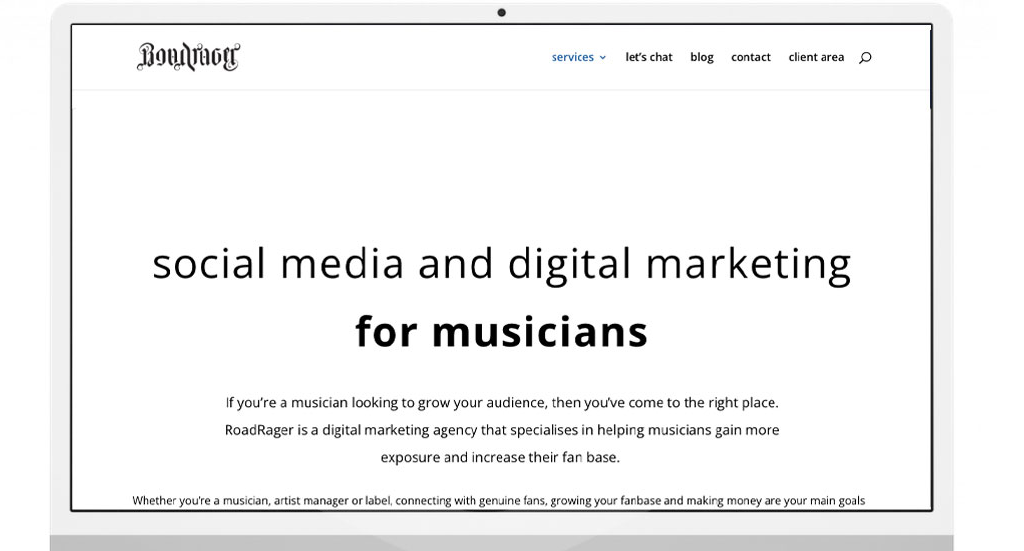 RoadRager
services let's chat blog contact client area
social media and digital marketing
for musicians
If you're a musician looking to grow your audience, then you've come to the right place.
RoadRager is a digital marketing agency that specialises in helping musicians gain more
exposure and increase their fan base.
Whether you're a musician, artist manager or label, connecting with genuine fans, growing your fanbase and making money are your main goals